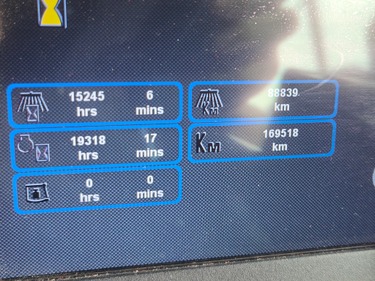 15245 6
hrs mins
19318 17
hrs mins
0 0
hrs mins
88839
km
Km
169518
km